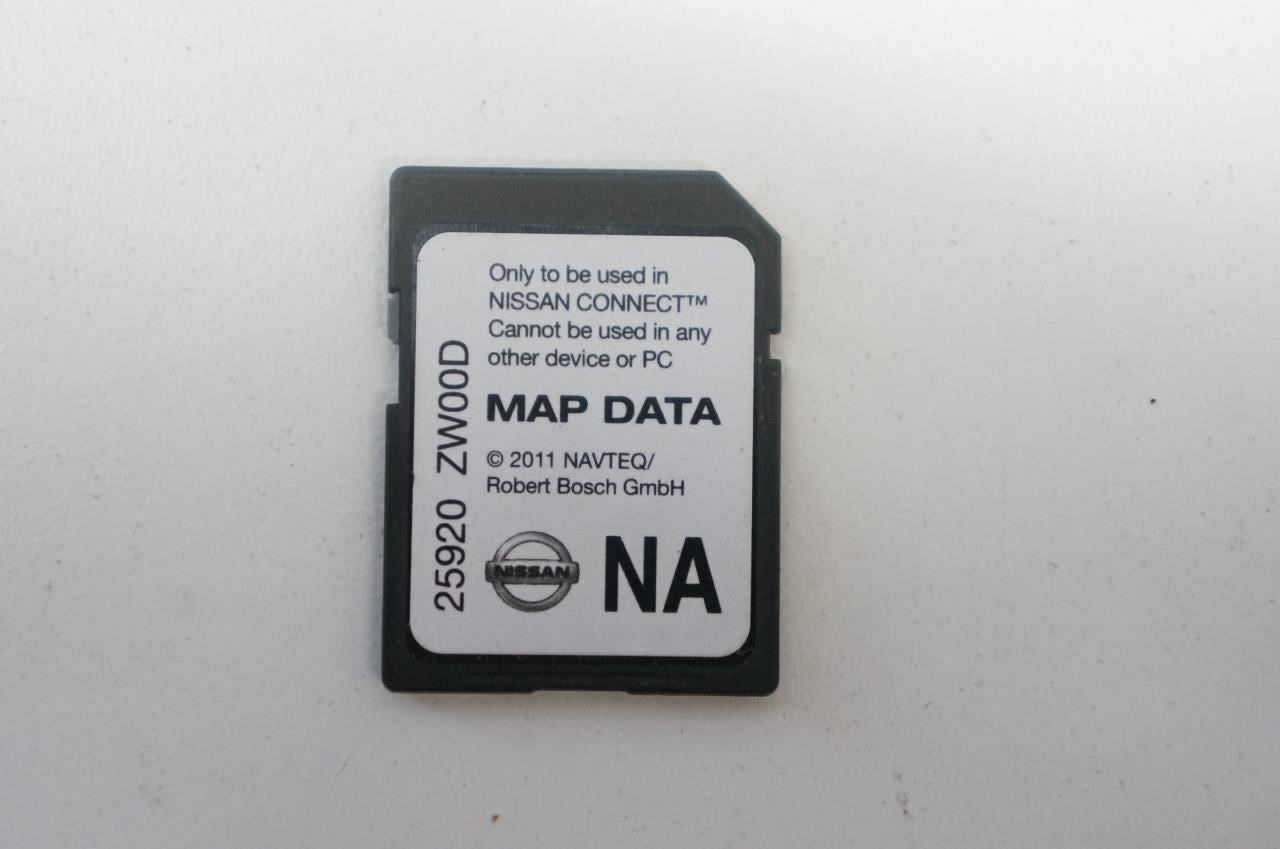 Only to be used in
NISSAN CONNECT™
Cannot be used in any
other device or PC
MAP DATA
© 2011 NAVTEQ/
Robert Bosch GmbH
NISSAN
NA
25920 ZW00D